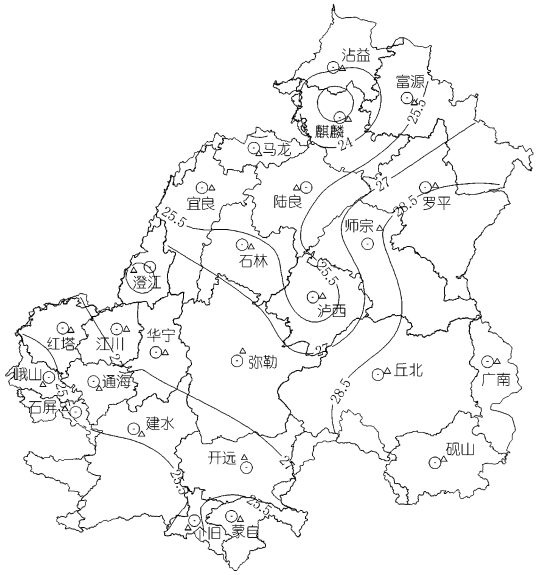 沾益
富源
25.5
麒麟
24
马龙
27
宜良
陆良
28.5
罗平
25.5
师宗
石林
25.5
澄江
泸西
红塔
江川
华宁
27
弥勒
峨山
通海
28.5
丘北
广南
石屏
建水
开远
砚山
25.5
个旧
蒙自